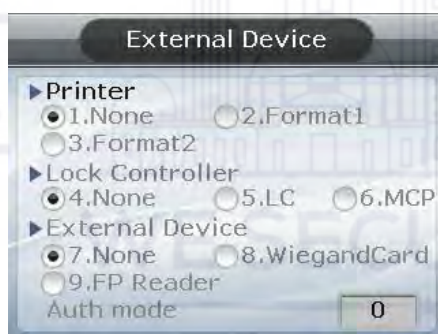 External Device
▶Printer
1.None 2.Format1
3.Format2
▶Lock Controller
4.None 5.LC 6.MCP
▶External Device
7.None 8.WiegandCard
9.FP Reader
Auth mode 0